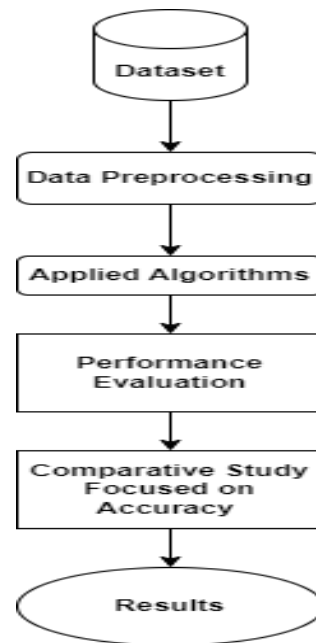 Dataset
Data Preprocessing
Applied Algorithms
Performance
Evaluation
Comparative Study
Focused on
Accuracy
Results